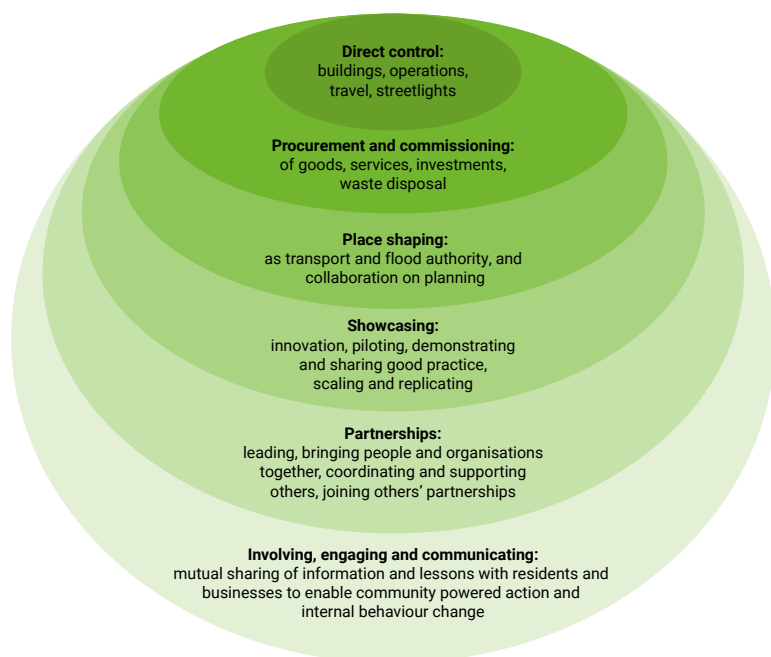 Direct control:
buildings, operations,
travel, streetlights
Procurement and commissioning:
of goods, services, investments,
waste disposal
Place shaping:
as transport and flood authority, and
collaboration on planning
Showcasing:
innovation, piloting, demonstrating
and sharing good practice,
scaling and replicating
Partnerships:
leading, bringing people and organisations
together, coordinating and supporting
others, joining others’ partnerships
Involving, engaging and communicating:
mutual sharing of information and lessons with residents and
businesses to enable community powered action and
internal behaviour change